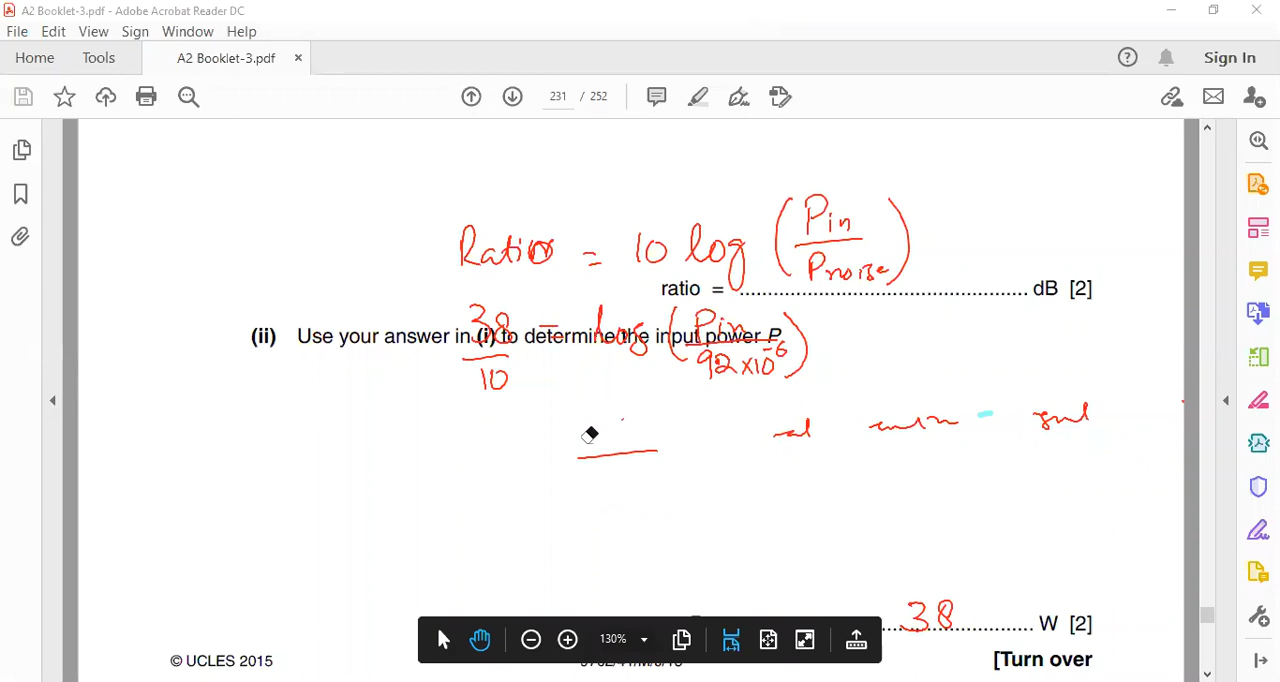 A2 Booklet-3.pdf - Adobe Acrobat Reader DC
File Edit View Sign Window Help
Home Tools A2 Booklet-3.pdf × Sign In
231 / 252
Ratio = 10 log (Pin / Pnoise)
ratio = ........................................ dB [2]
38/10 = log (Pin / 92×10⁻⁶)
(ii) Use your answer in (i) to determine the input power P
38 W [2]
130%
© UCLES 2015 [Turn over